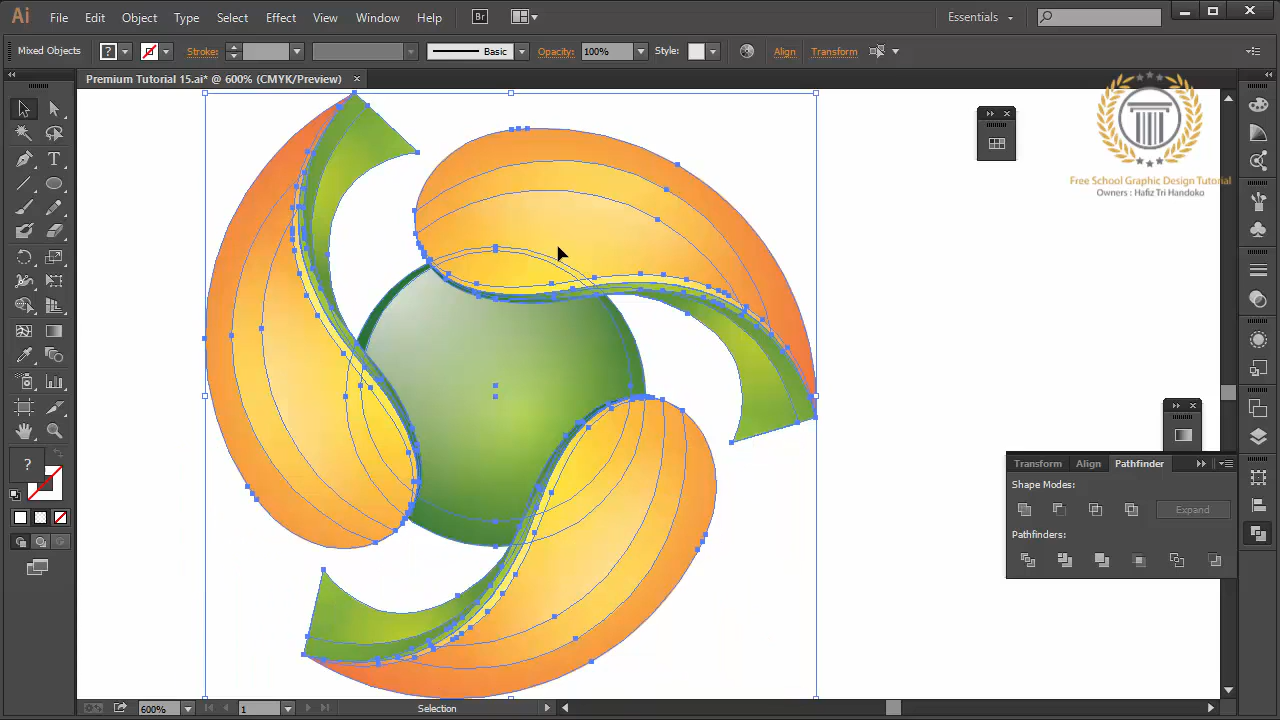 Ai File Edit Object Type Select Effect View Window Help Br Essentials
Mixed Objects ? Stroke: Basic Opacity: 100% Style: Align Transform
Premium Tutorial 15.ai* @ 600% (CMYK/Preview) ×
Free School Graphic Design Tutorial
Owners : Hafiz Tri Handoko
T
?
Transform Align Pathfinder
Shape Modes:
Expand
Pathfinders:
600% 1 Selection